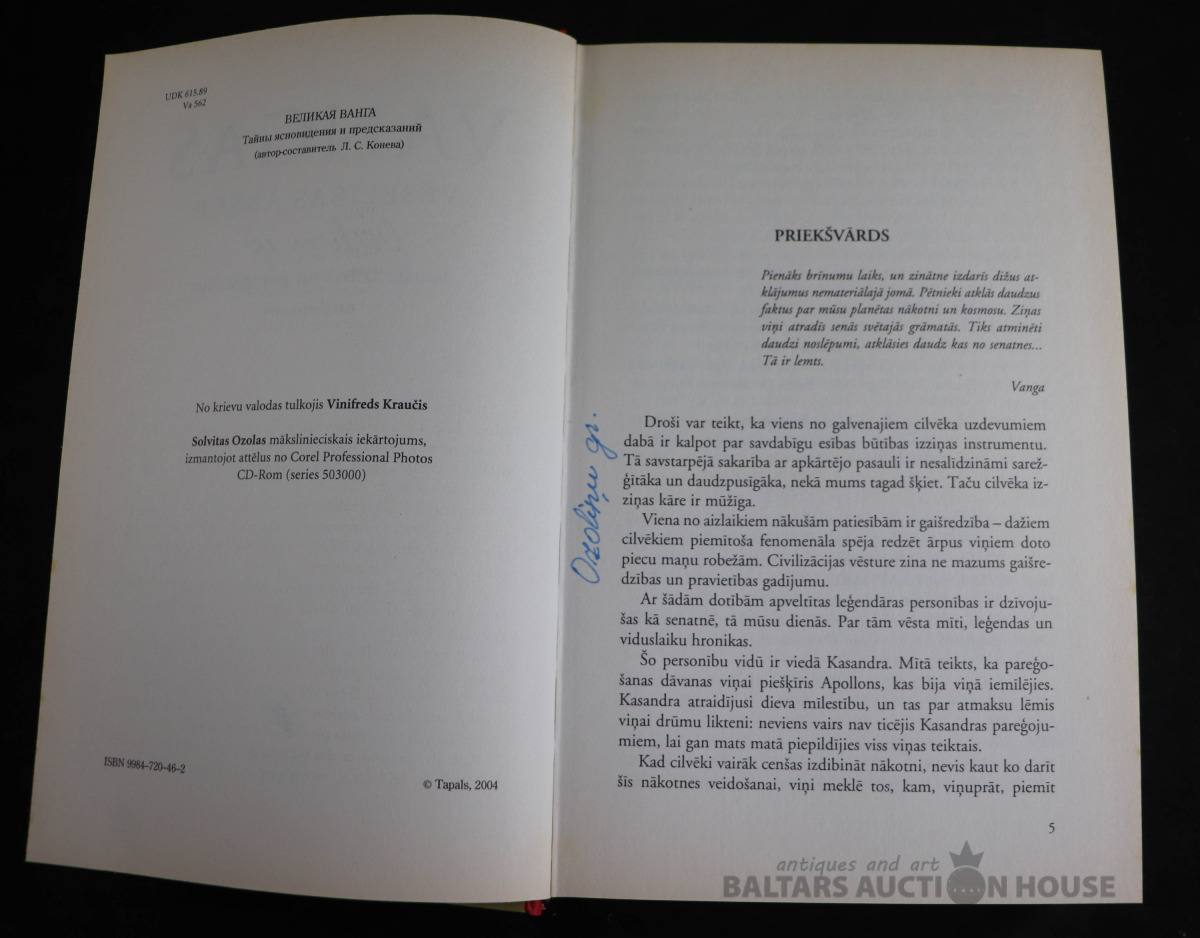 UDK 615.89
Va 562
ВЕЛИКАЯ ВАНГА
Тайны ясновидения и предсказаний
(автор-составитель Л. С. Конева)
No krievu valodas tulkojis Vinifreds Kraučis
Solvitas Ozolas mākslinieciskais iekārtojums,
izmantojot attēlus no Corel Professional Photos
CD-Rom (series 503000)
ISBN 9984-720-46-2
© Tapals, 2004
Ozoliņu gr.
PRIEKŠVĀRDS
Pienāks brīnumu laiks, un zinātne izdarīs dižus at-
klājumus nemateriālajā jomā. Pētnieki atklās daudzus
faktus par mūsu planētas nākotni un kosmosu. Ziņas
viņi atradīs senās svētajās grāmatās. Tiks atminēti
daudzi noslēpumi, atklāsies daudz kas no senatnes...
Tā ir lemts.
Vanga
Droši var teikt, ka viens no galvenajiem cilvēka uzdevumiem
dabā ir kalpot par savdabīgu esības būtības izziņas instrumentu.
Tā savstarpējā sakarība ar apkārtējo pasauli ir nesalīdzināmi sarež-
ģītāka un daudzpusīgāka, nekā mums tagad šķiet. Taču cilvēka iz-
ziņas kāre ir mūžīga.
Viena no aizlaikiem nākušām patiesībām ir gaišredzība – dažiem
cilvēkiem piemītoša fenomenāla spēja redzēt ārpus viņiem doto
piecu maņu robežām. Civilizācijas vēsture zina ne mazums gaišre-
dzības un pravietības gadījumu.
Ar šādām dotībām apveltītas leģendāras personības ir dzīvoju-
šas kā senatnē, tā mūsu dienās. Par tām vēsta mīti, leģendas un
viduslaiku hronikas.
Šo personību vidū ir viedā Kasandra. Mītā teikts, ka pareģo-
šanas dāvanas viņai piešķīris Apollons, kas bija viņā iemīlējies.
Kasandra atraidījusi dieva mīlestību, un tas par atmaksu lēmis
viņai drūmu likteni: neviens vairs nav ticējis Kasandras pareģoju-
miem, lai gan mats matā piepildījies viss viņas teiktais.
Kad cilvēki vairāk cenšas izdibināt nākotni, nevis kaut ko darīt
šīs nākotnes veidošanai, viņi meklē tos, kam, viņuprāt, piemīt
5
antiques and art
BALTARS AUCTION HOUSE